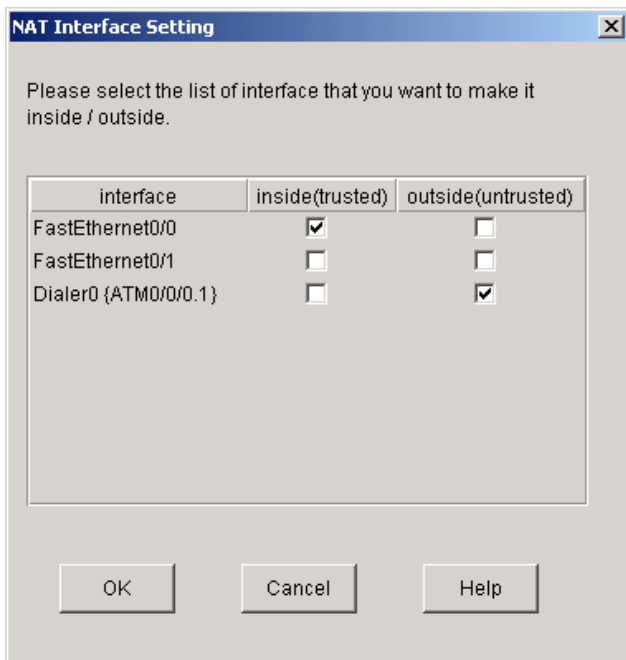 NAT Interface Setting
Please select the list of interface that you want to make it
inside / outside.
interface inside(trusted) outside(untrusted)
FastEthernet0/0
FastEthernet0/1
Dialer0 {ATM0/0/0.1}
OK Cancel Help